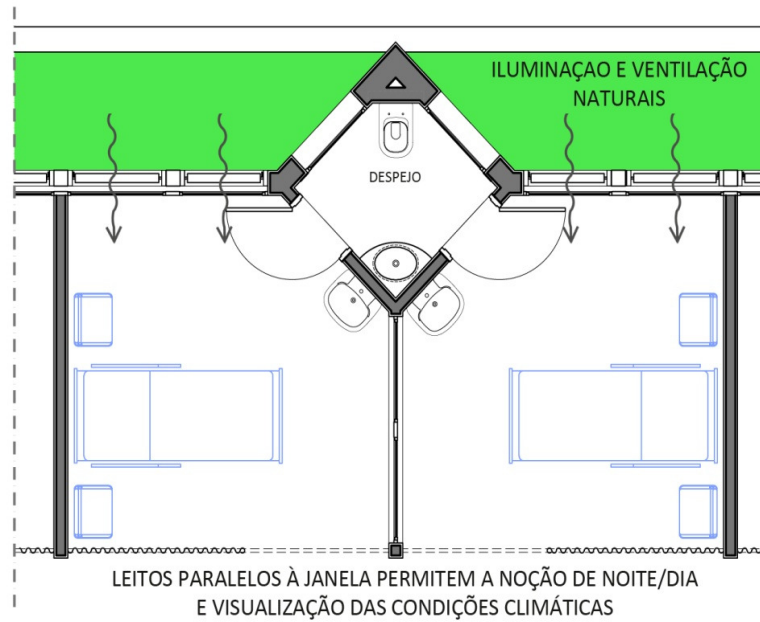 ILUMINAÇAO E VENTILAÇÃO
NATURAIS
DESPEJO
LEITOS PARALELOS À JANELA PERMITEM A NOÇÃO DE NOITE/DIA
E VISUALIZAÇÃO DAS CONDIÇÕES CLIMÁTICAS